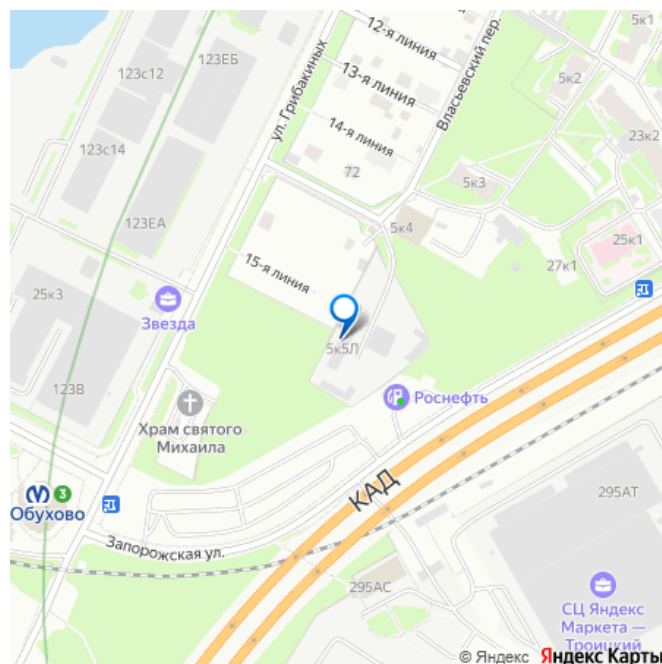 12-я линия
5к1
123ЕБ
123с12
13-я линия
Власьевский пер.
5к2
ул. Грибакиных
14-я линия
123с14
23к2
72
5к3
123ЕА
5к4
25к1
15-я линия
27к1
25к3
Звезда
5к5Л
123В
Роснефть
Храм святого
Михаила
КАД
295АТ
3
Обухово
Запорожская ул.
295АС
СЦ Яндекс
Маркета —
Троицкий
© Яндекс Яндекс Карты